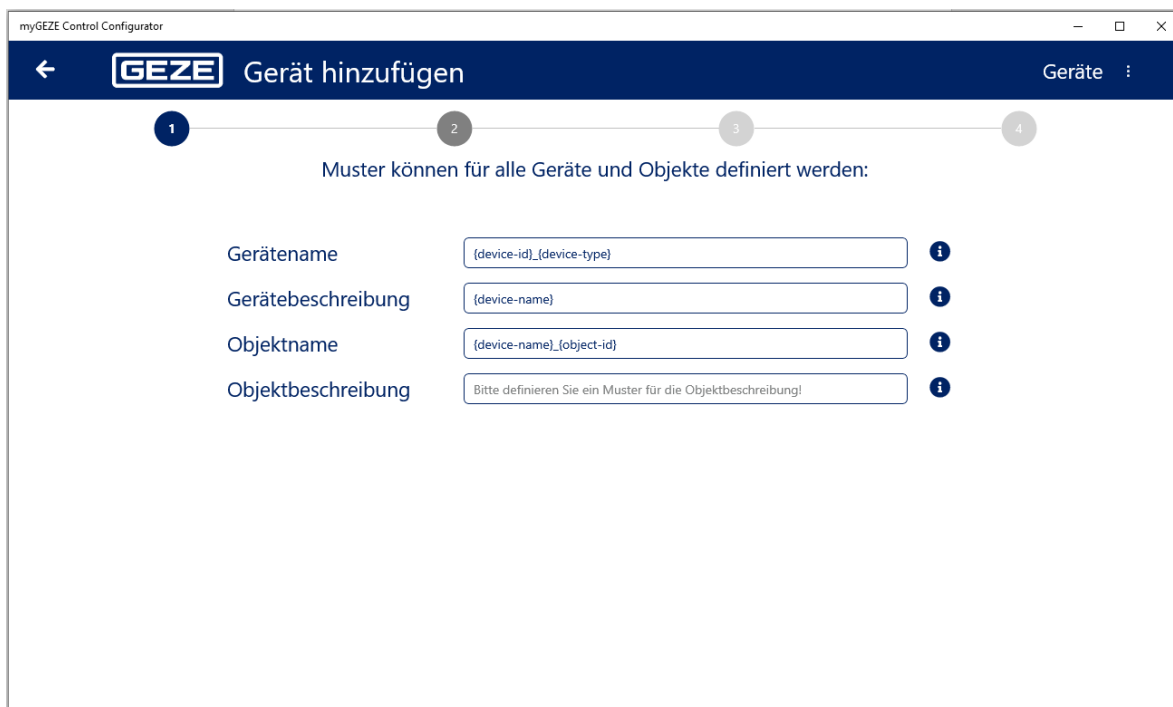 myGEZE Control Configurator
GEZE Gerät hinzufügen Geräte
1 2 3 4
Muster können für alle Geräte und Objekte definiert werden:
Gerätename {device-id}_{device-type}
Gerätebeschreibung {device-name}
Objektname {device-name}_{object-id}
Objektbeschreibung Bitte definieren Sie ein Muster für die Objektbeschreibung!